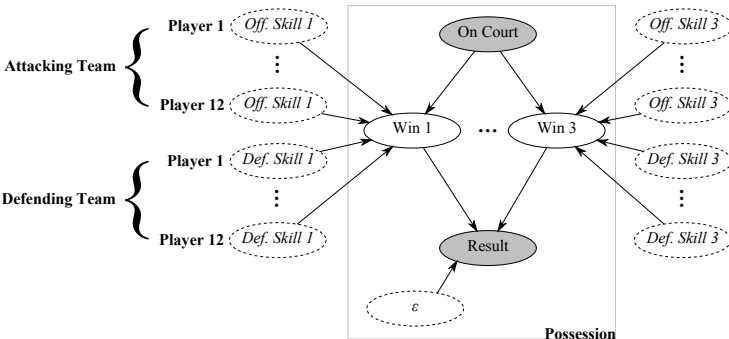 Player 1
Off. Skill 1
On Court
Off. Skill 3
Attacking Team
Player 12
Off. Skill 1
Off. Skill 3
Win 1
...
Win 3
Player 1
Def. Skill 1
Def. Skill 3
Defending Team
Player 12
Def. Skill 1
Result
Def. Skill 3
ε
Possession